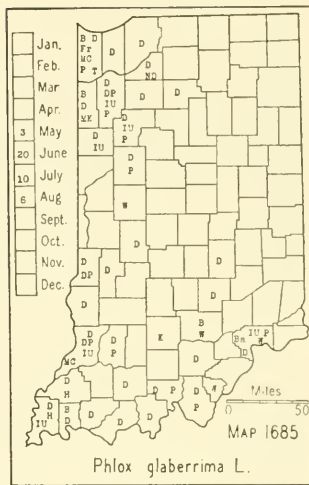 Jan.
Feb.
Mar
Apr.
3 May
20 June
10 July
6 Aug
Sept.
Oct.
Nov.
Dec.
B D
Fr
MC
P T
D
D
D
ND
B
D
MK
D
DP
IU
P
D
D
D
IU
D
IU
P
D
P
W
D
D
D
DP
D
D
D
DP
IU
D
P
K
B
W
D
IU P
W
D
MC
D
H
D
D
D P
D
P
W
D
H
IU
B
D
D
D
D
Miles
0 50
MAP 1685
Phlox glaberrima L.